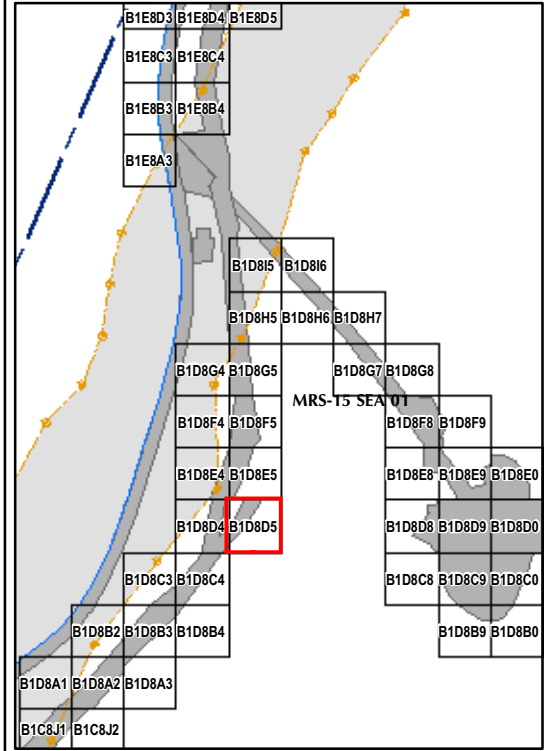 B1E8D3 B1E8D4 B1E8D5
B1E8C3 B1E8C4
B1E8B3 B1E8B4
B1E8A3
B1D8I5 B1D8I6
B1D8H5 B1D8H6 B1D8H7
B1D8G4 B1D8G5 B1D8G7 B1D8G8
MRS-15 SEA 01
B1D8F4 B1D8F5 B1D8F8 B1D8F9
B1D8E4 B1D8E5 B1D8E8 B1D8E9 B1D8E0
B1D8D4 B1D8D5 B1D8D8 B1D8D9 B1D8D0
B1D8C3 B1D8C4 B1D8C8 B1D8C9 B1D8C0
B1D8B2 B1D8B3 B1D8B4 B1D8B9 B1D8B0
B1D8A1 B1D8A2 B1D8A3
B1C8J1 B1C8J2